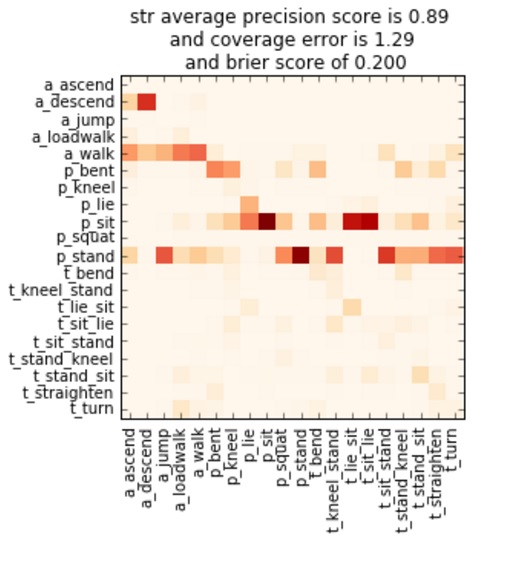 str average precision score is 0.89
and coverage error is 1.29
and brier score of 0.200
a_ascend
a_descend
a_jump
a_loadwalk
a_walk
p_bent
p_kneel
p_lie
p_sit
p_squat
p_stand
t_bend
t_kneel_stand
t_lie_sit
t_sit_lie
t_sit_stand
t_stand_kneel
t_stand_sit
t_straighten
t_turn
a_ascend
a_descend
a_jump
a_loadwalk
a_walk
p_bent
p_kneel
p_lie
p_sit
p_squat
p_stand
t_bend
t_kneel_stand
t_lie_sit
t_sit_lie
t_sit_stand
t_stand_kneel
t_stand_sit
t_straighten
t_turn